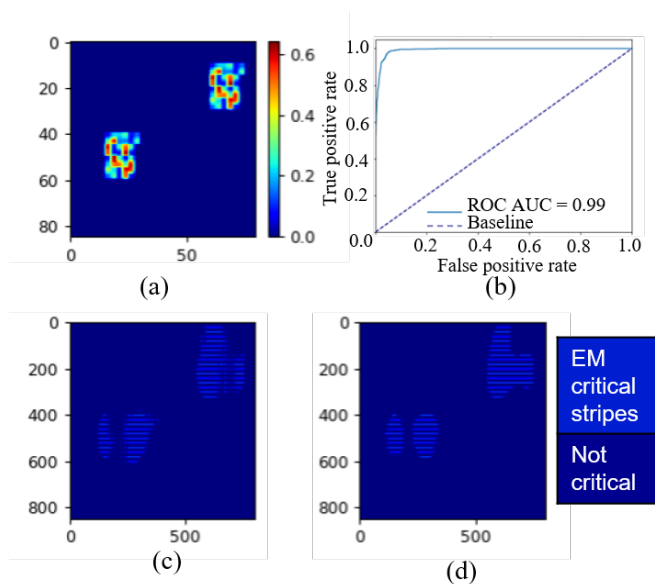 0
20
40
60
80
0
50
0.6
0.4
0.2
0.0
(a)
True positive rate
1.0
0.8
0.6
0.4
0.2
0.0
0.2
0.4
0.6
0.8
1.0
ROC AUC = 0.99
Baseline
False positive rate
(b)
0
200
400
600
800
0
500
(c)
0
200
400
600
800
0
500
(d)
EM
critical
stripes
Not
critical